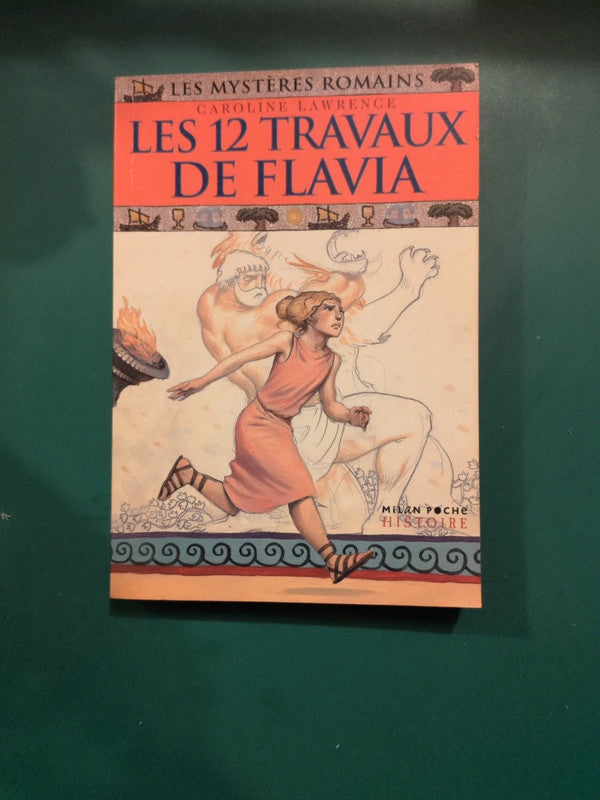 LES MYSTÈRES ROMAINS
CAROLINE LAWRENCE
LES 12 TRAVAUX
DE FLAVIA
MiLAN POCHE
HISTOIRE